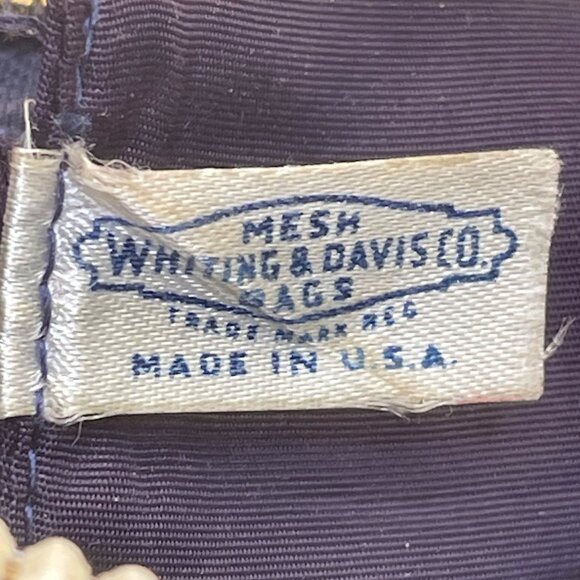 MESH
WHITING & DAVIS CO.
BAGS
TRADE MARK REG
MADE IN U.S.A.